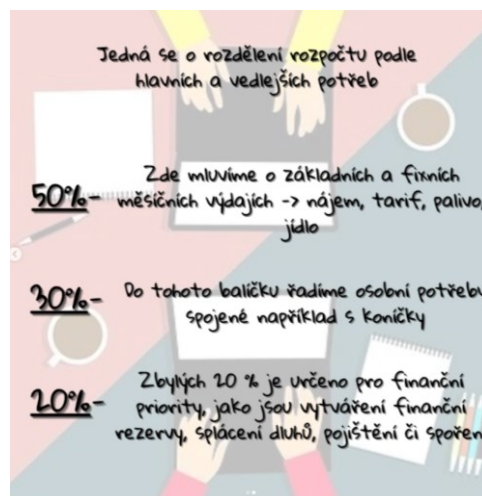 Jedná se o rozdělení rozpočtu podle
hlavních a vedlejších potřeb
Zde mluvíme o základních a fixních
50%- měsíčních výdajích -> nájem, tarif, palivo,
jídlo
30%- Do tohoto balíčku řadíme osobní potřeby
spojené například s koníčky
Zbylých 20 % je určeno pro finanční
20%- priority, jako jsou vytváření finanční
rezervy, splácení dluhů, pojištění či spoření